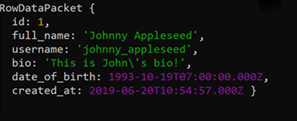 RowDataPacket {
id: 1,
full_name: 'Johnny Appleseed',
username: 'johnny_appleseed',
bio: 'This is John\'s bio!',
date_of_birth: 1993-10-19T07:00:00.000Z,
created_at: 2019-06-20T10:54:57.000Z }